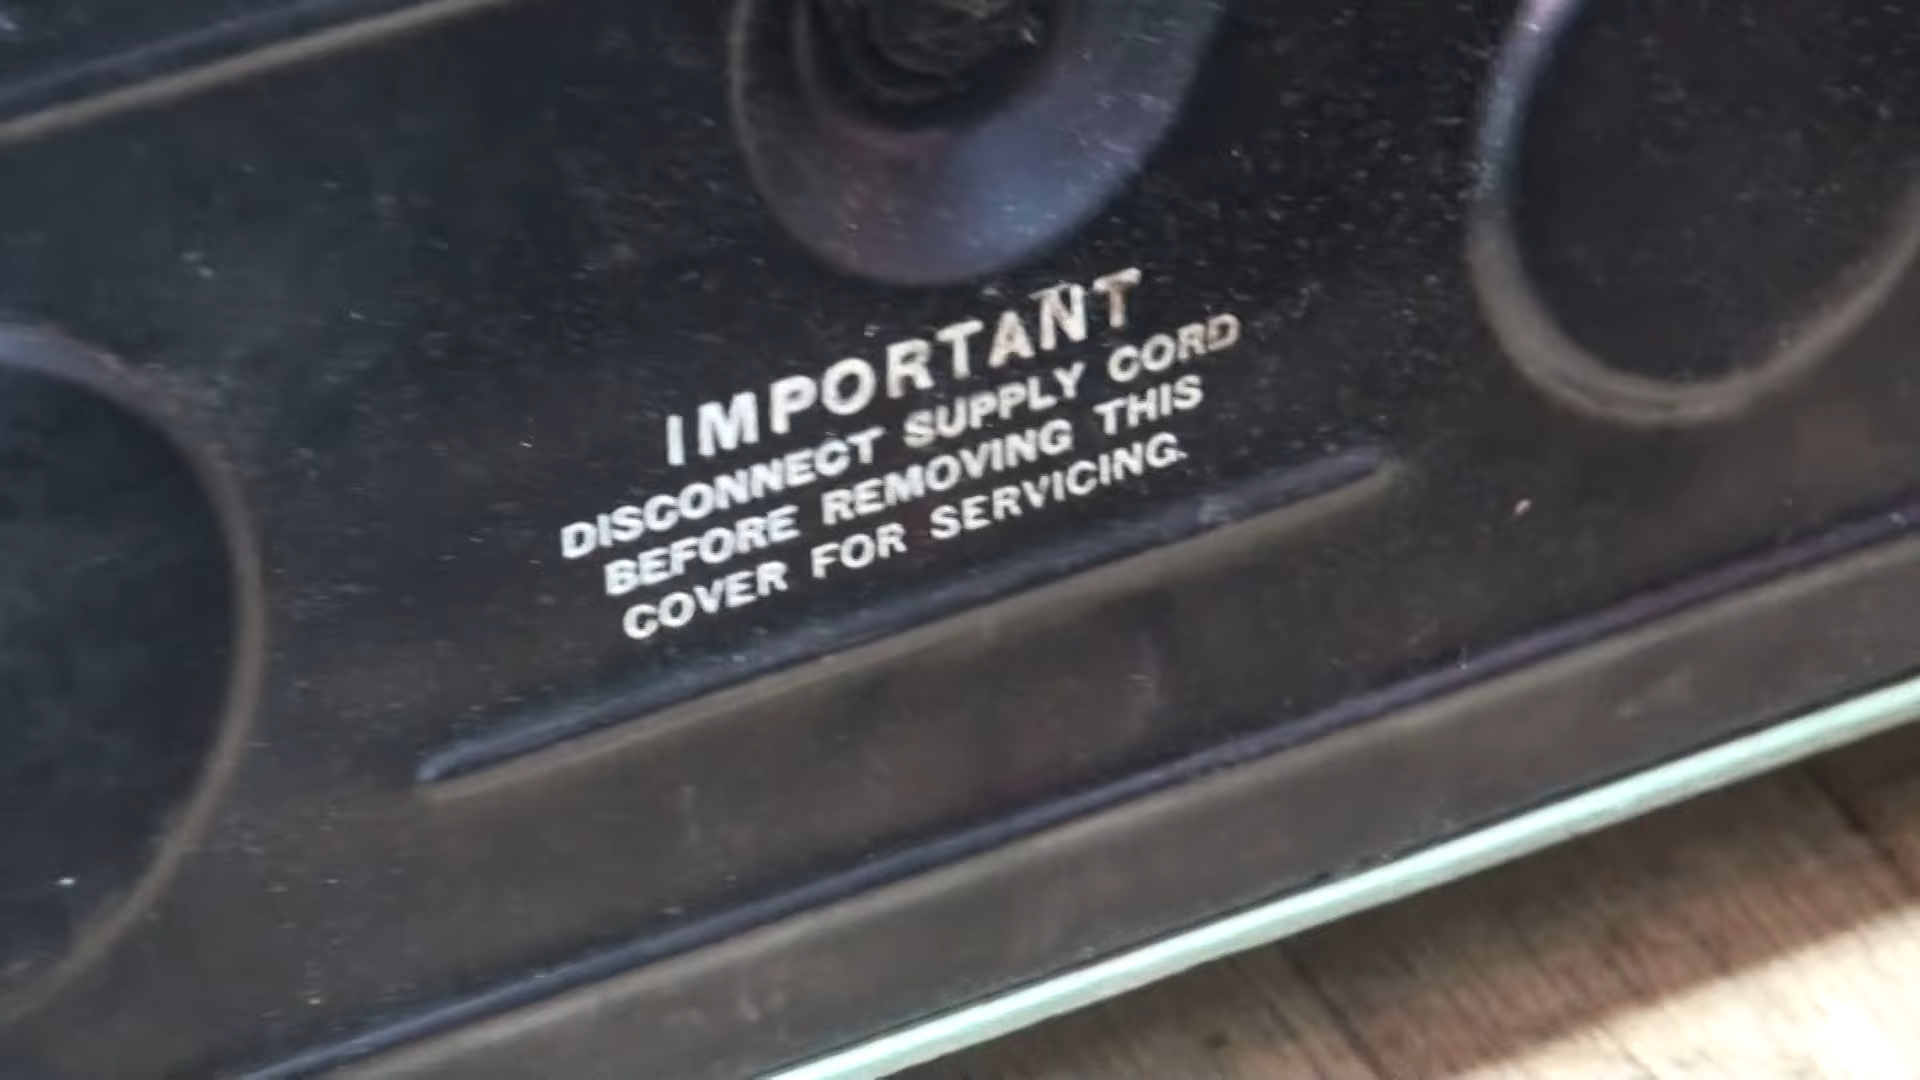 IMPORTANT
DISCONNECT SUPPLY CORD
BEFORE REMOVING THIS
COVER FOR SERVICING.